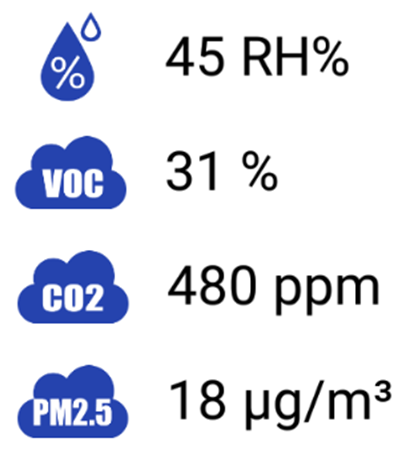 % 45 RH%
VOC 31 %
CO2 480 ppm
PM2.5 18 µg/m³